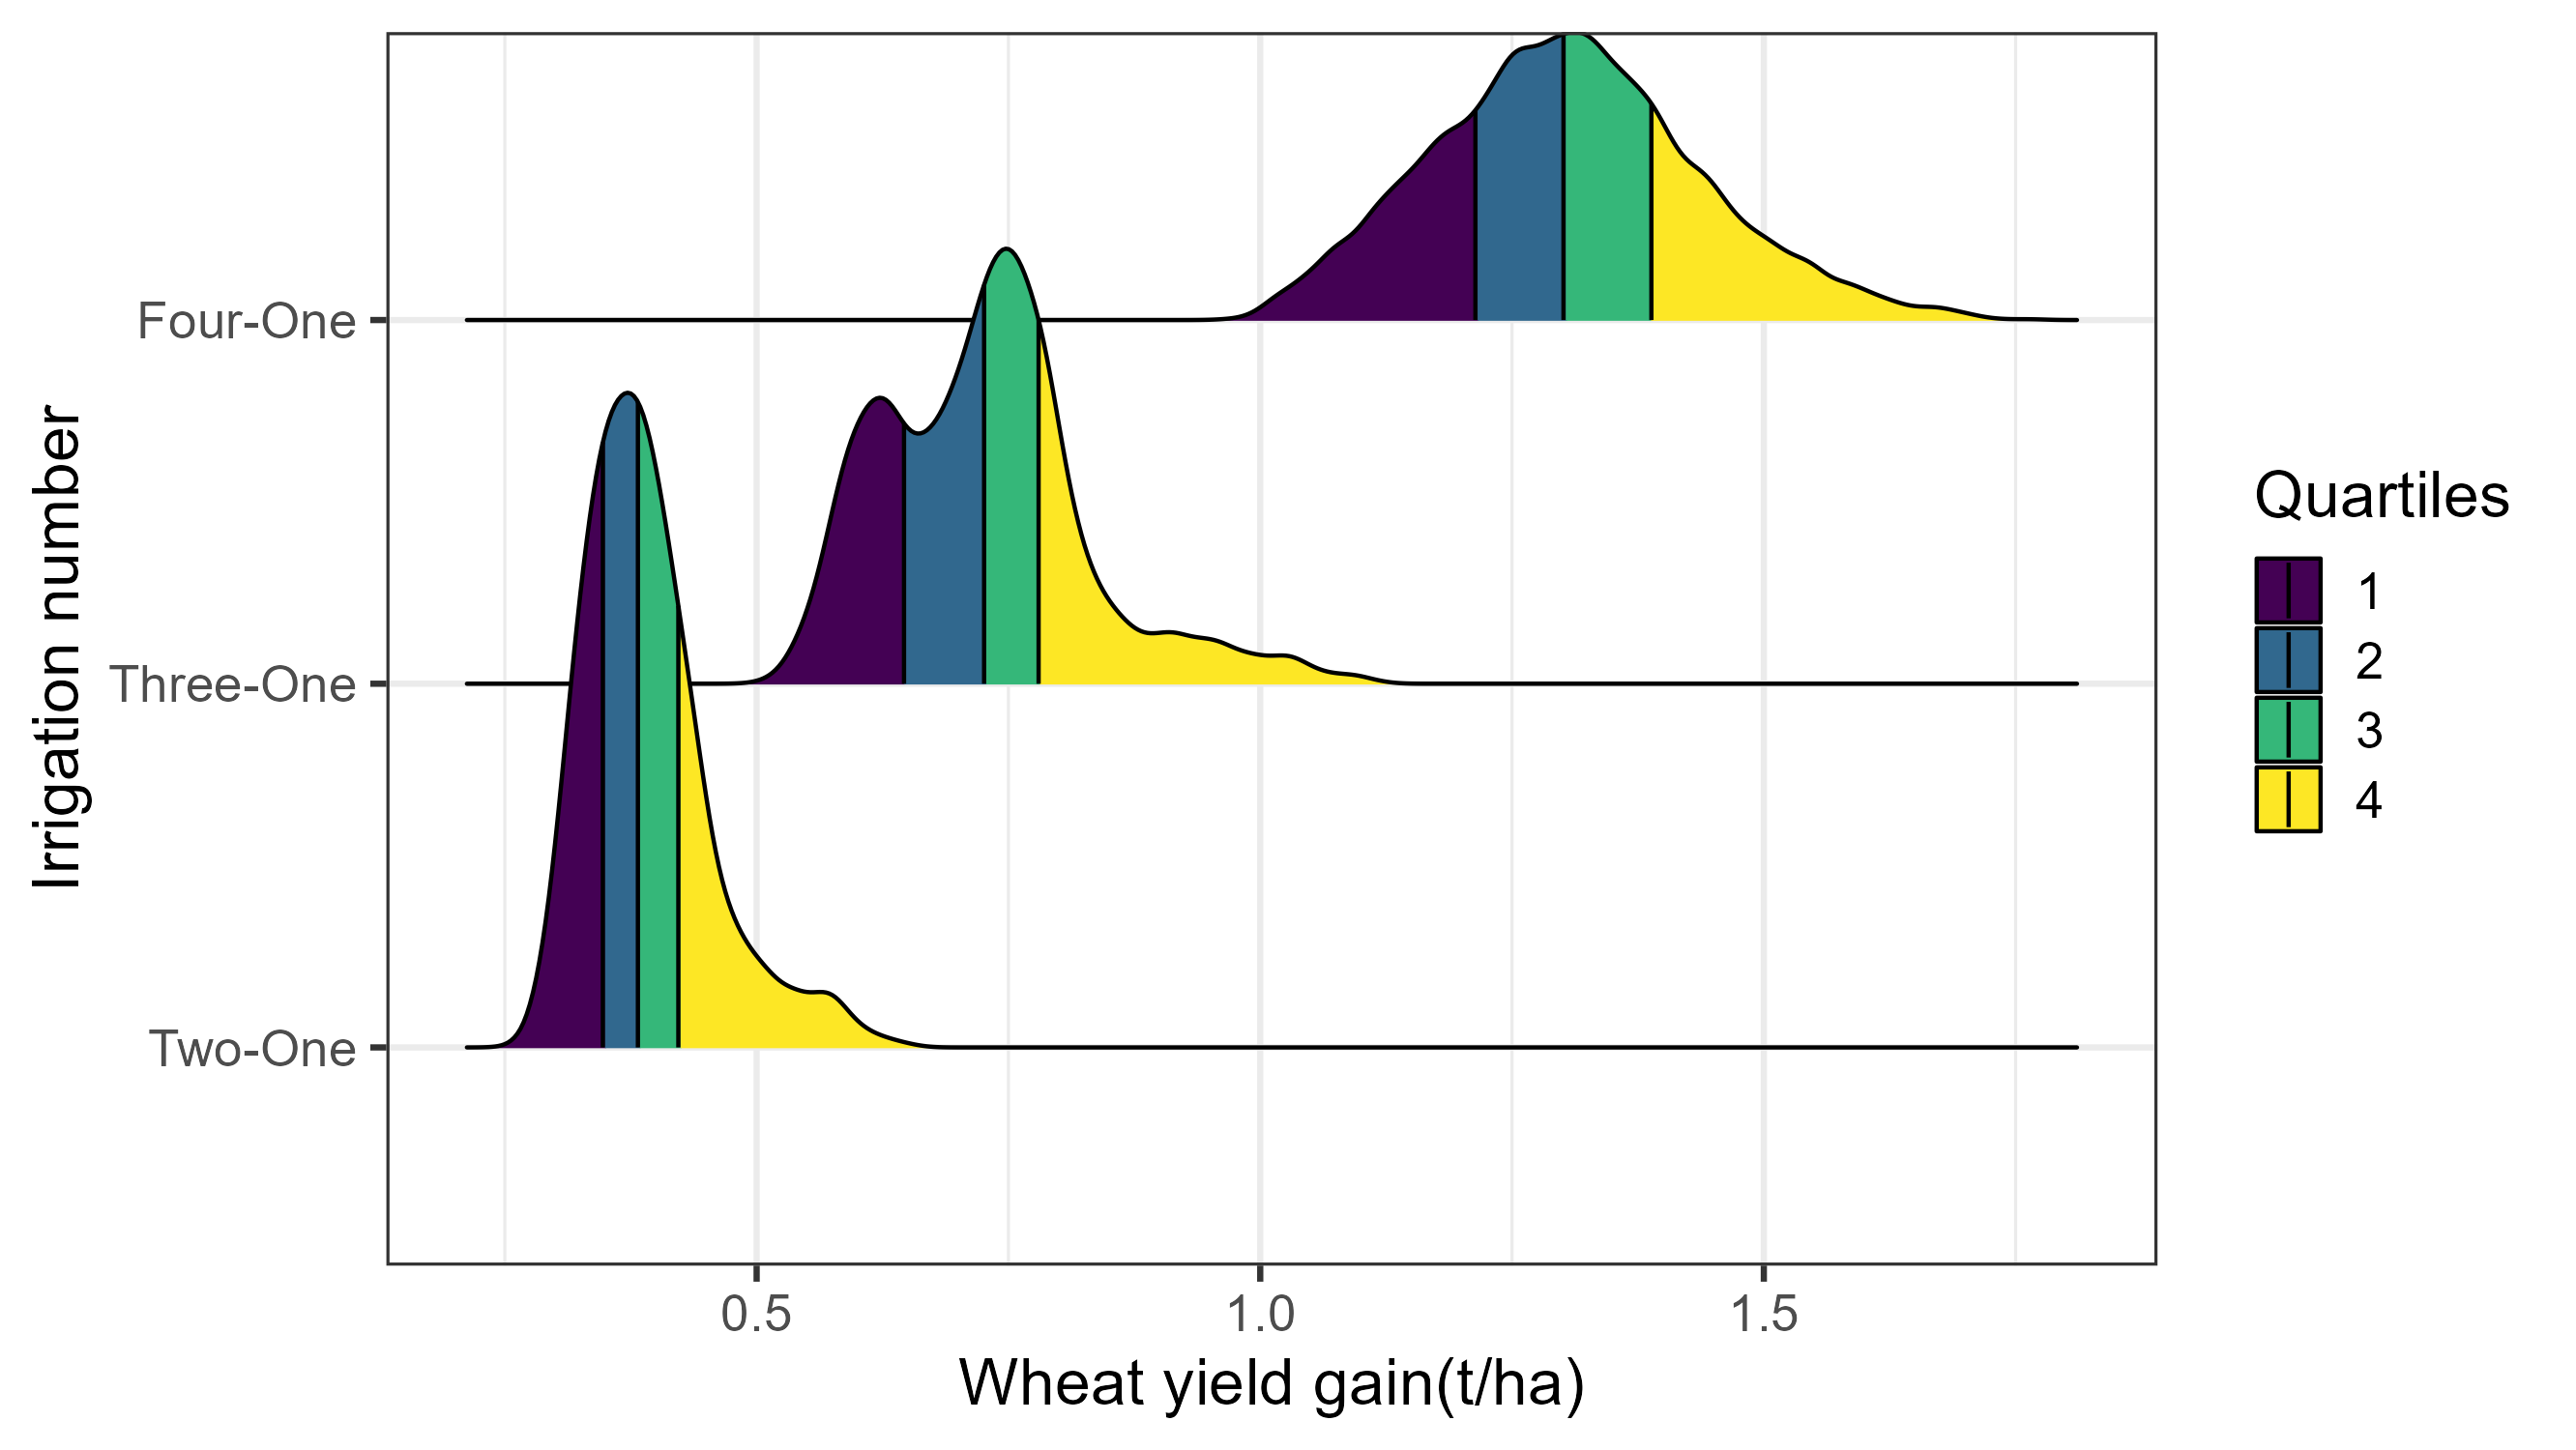 Irrigation number
Four-One
Three-One
Two-One
0.5
1.0
1.5
Wheat yield gain(t/ha)
Quartiles
1
2
3
4